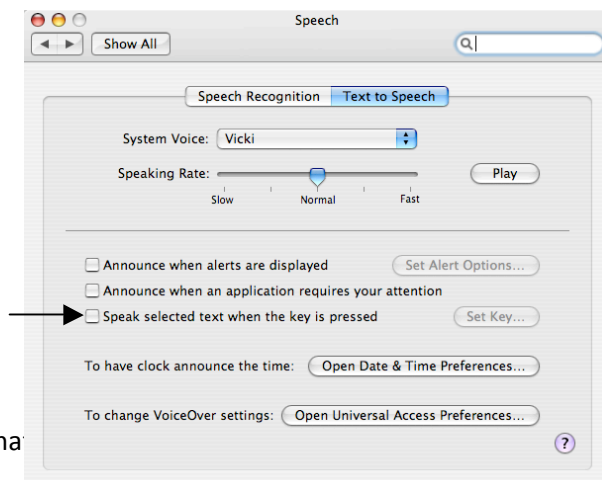 Speech
Show All
Speech Recognition Text to Speech
System Voice: Vicki
Speaking Rate: Play
Slow Normal Fast
Announce when alerts are displayed Set Alert Options...
Announce when an application requires your attention
Speak selected text when the key is pressed Set Key...
To have clock announce the time: Open Date & Time Preferences...
To change VoiceOver settings: Open Universal Access Preferences...
?